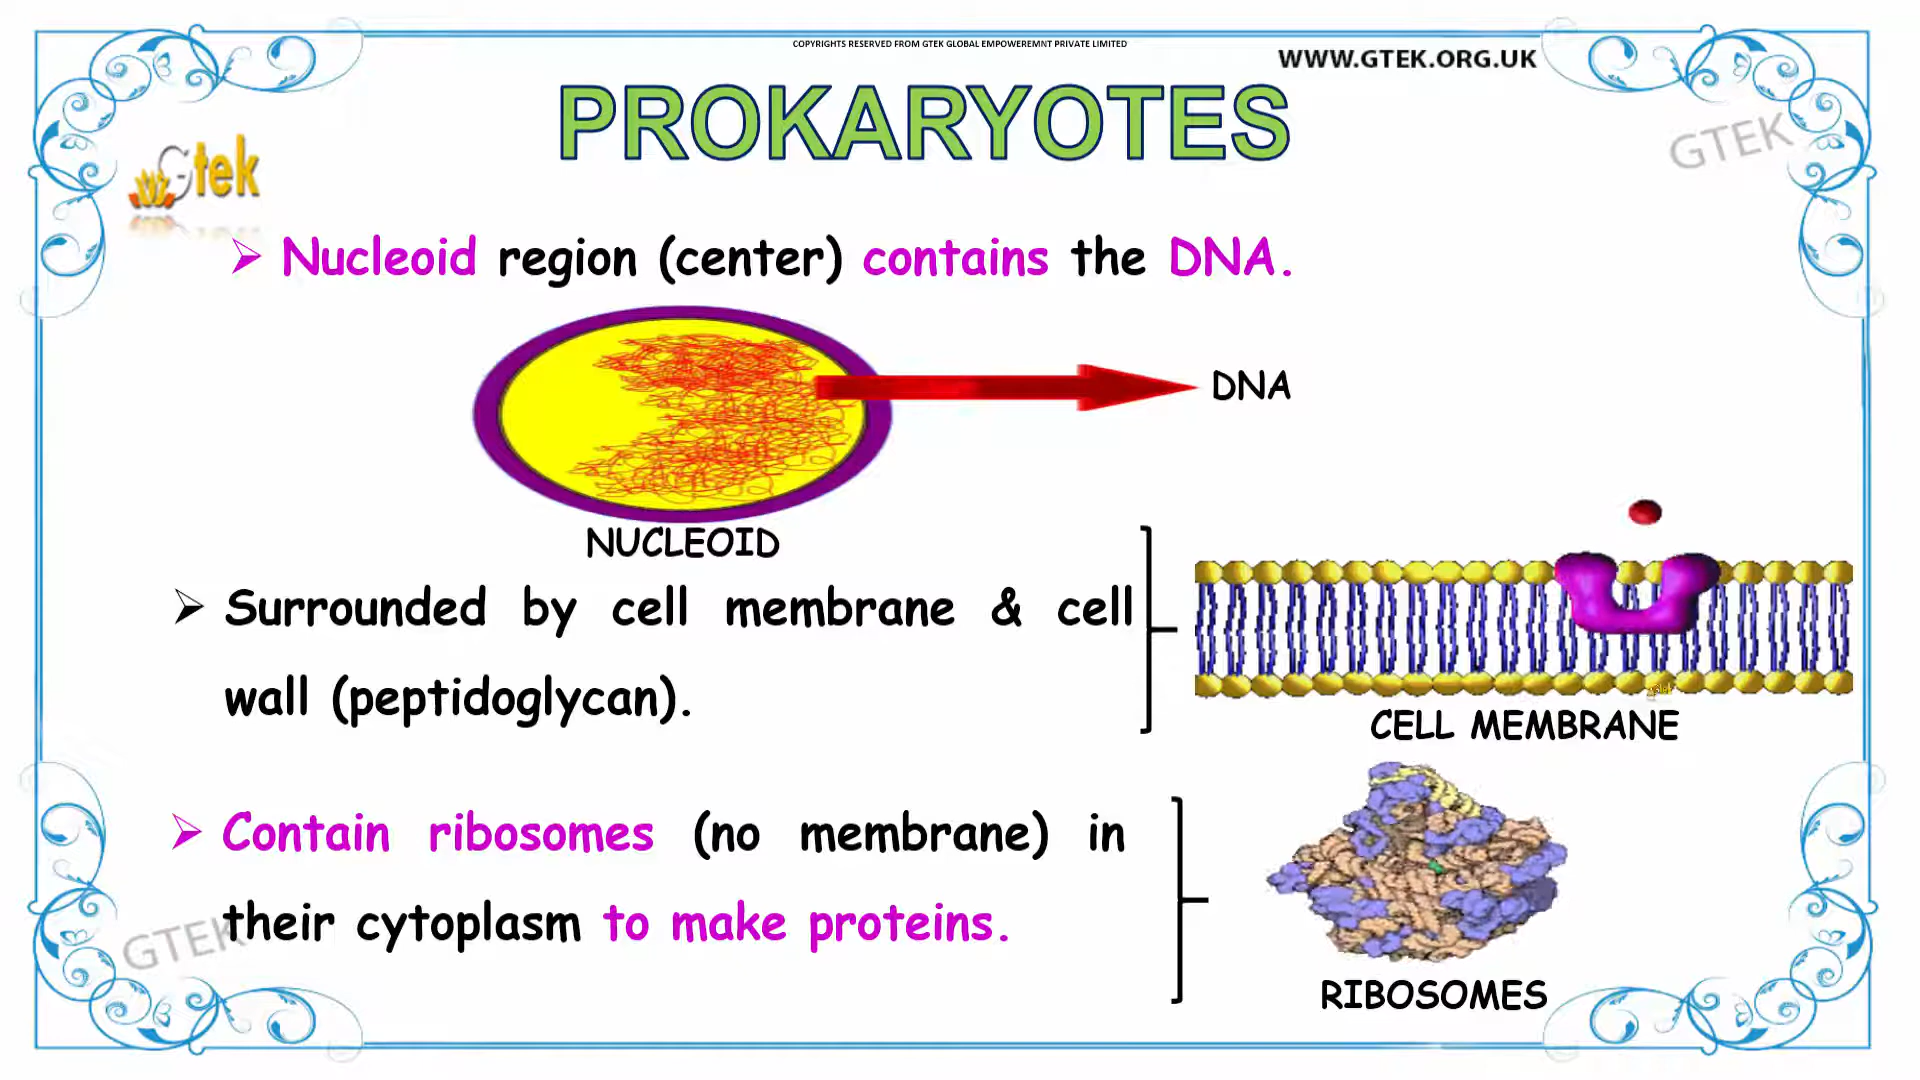 COPYRIGHTS RESERVED FROM GTEK GLOBAL EMPOWEREMNT PRIVATE LIMITED
WWW.GTEK.ORG.UK
PROKARYOTES
GTEK
Gtek
➢ Nucleoid region (center) contains the DNA.
DNA
NUCLEOID
➢ Surrounded by cell membrane & cell
wall (peptidoglycan).
CELL MEMBRANE
➢ Contain ribosomes (no membrane) in
their cytoplasm to make proteins.
GTEK
RIBOSOMES